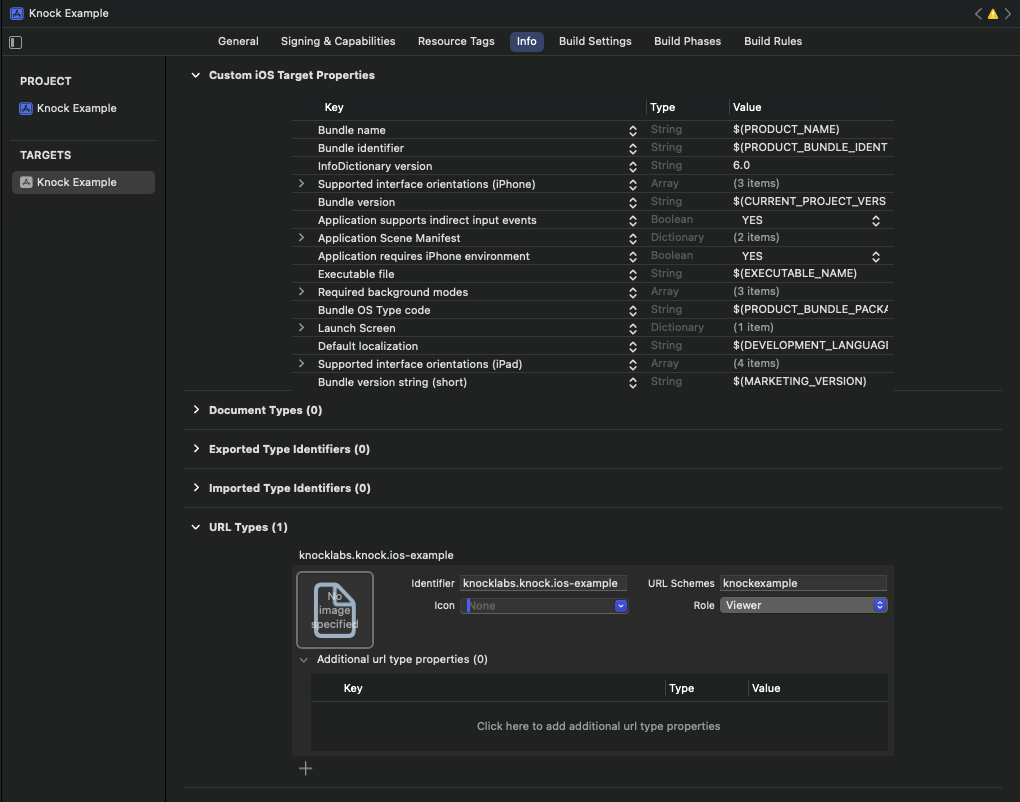 Knock Example
General Signing & Capabilities Resource Tags Info Build Settings Build Phases Build Rules
PROJECT
Knock Example
TARGETS
Knock Example
Custom iOS Target Properties
Key Type Value
Bundle name String $(PRODUCT_NAME)
Bundle identifier String $(PRODUCT_BUNDLE_IDENT
InfoDictionary version String 6.0
Supported interface orientations (iPhone) Array (3 items)
Bundle version String $(CURRENT_PROJECT_VERS
Application supports indirect input events Boolean YES
Application Scene Manifest Dictionary (2 items)
Application requires iPhone environment Boolean YES
Executable file String $(EXECUTABLE_NAME)
Required background modes Array (3 items)
Bundle OS Type code String $(PRODUCT_BUNDLE_PACKA
Launch Screen Dictionary (1 item)
Default localization String $(DEVELOPMENT_LANGUAGE
Supported interface orientations (iPad) Array (4 items)
Bundle version string (short) String $(MARKETING_VERSION)
Document Types (0)
Exported Type Identifiers (0)
Imported Type Identifiers (0)
URL Types (1)
knocklabs.knock.ios-example
No
image
specified
Identifier knocklabs.knock.ios-example URL Schemes knockexample
Icon None Role Viewer
Additional url type properties (0)
Key Type Value
Click here to add additional url type properties